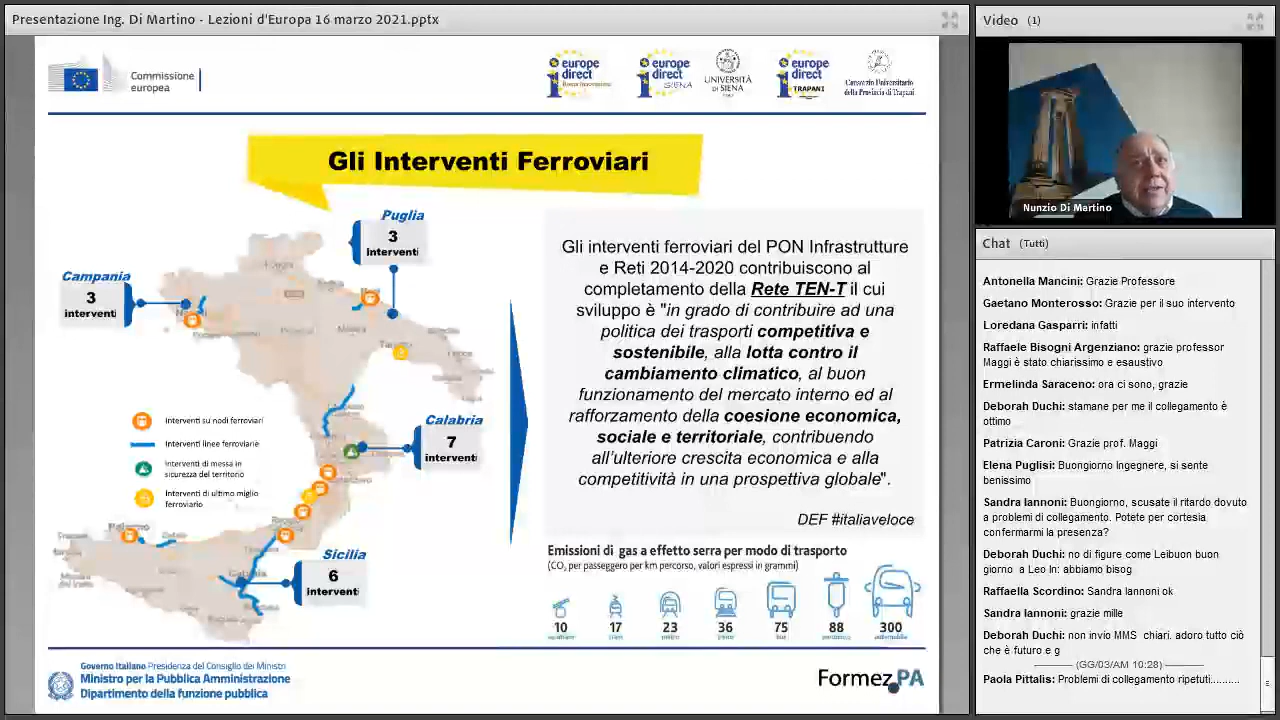 Presentazione Ing. Di Martino - Lezioni d'Europa 16 marzo 2021.pptx
Commissione
europea
europe
direct
europe
direct
SIENA
UNIVERSITÀ
DI SIENA
europe
direct
TRAPANI
Consorzio Universitario
della Provincia di Trapani
Gli Interventi Ferroviari
Puglia
3
interventi
Campania
3
interventi
Calabria
7
interventi
Sicilia
6
interventi
Interventi su nodi ferroviari
Interventi linee ferroviarie
Interventi di messa in
sicurezza del territorio
Interventi di ultimo miglio
ferroviario
Palermo
Gli interventi ferroviari del PON Infrastrutture
e Reti 2014-2020 contribuiscono al
completamento della Rete TEN-T il cui
sviluppo è "in grado di contribuire ad una
politica dei trasporti competitiva e
sostenibile, alla lotta contro il
cambiamento climatico, al buon
funzionamento del mercato interno ed al
rafforzamento della coesione economica,
sociale e territoriale, contribuendo
all'ulteriore crescita economica e alla
competitività in una prospettiva globale".
DEF #italiaveloce
Emissioni di gas a effetto serra per modo di trasporto
(CO2 per passeggero per km percorso, valori espressi in grammi)
10 17 23 36 75 88 300
Governo Italiano Presidenza del Consiglio dei Ministri
Ministro per la Pubblica Amministrazione
Dipartimento della funzione pubblica
Formez PA
Video (1)
Nunzio Di Martino
Chat (Tutti)
Antonella Mancini: Grazie Professore
Gaetano Monterosso: Grazie per il suo intervento
Loredana Gasparri: infatti
Raffaele Bisogni Argenziano: grazie professor
Maggi è stato chiarissimo e esaustivo
Ermelinda Saraceno: ora ci sono, grazie
Deborah Duchi: stamane per me il collegamento è
ottimo
Patrizia Caroni: Grazie prof. Maggi
Elena Puglisi: Buongiorno Ingegnere, si sente
benissimo
Sandra Iannoni: Buongiorno, scusate il ritardo dovuto
a problemi di collegamento. Potete per cortesia
confermarmi la presenza?
Deborah Duchi: no di figure come Leibuon buon
giorno a Leo In: abbiamo bisog
Raffaella Scordino: Sandra Iannoni ok
Sandra Iannoni: grazie mille
Deborah Duchi: non invio MMS chiari. adoro tutto ciò
che è futuro e g
(GG/03/AM 10:28)
Paola Pittalis: Problemi di collegamento ripetuti.........